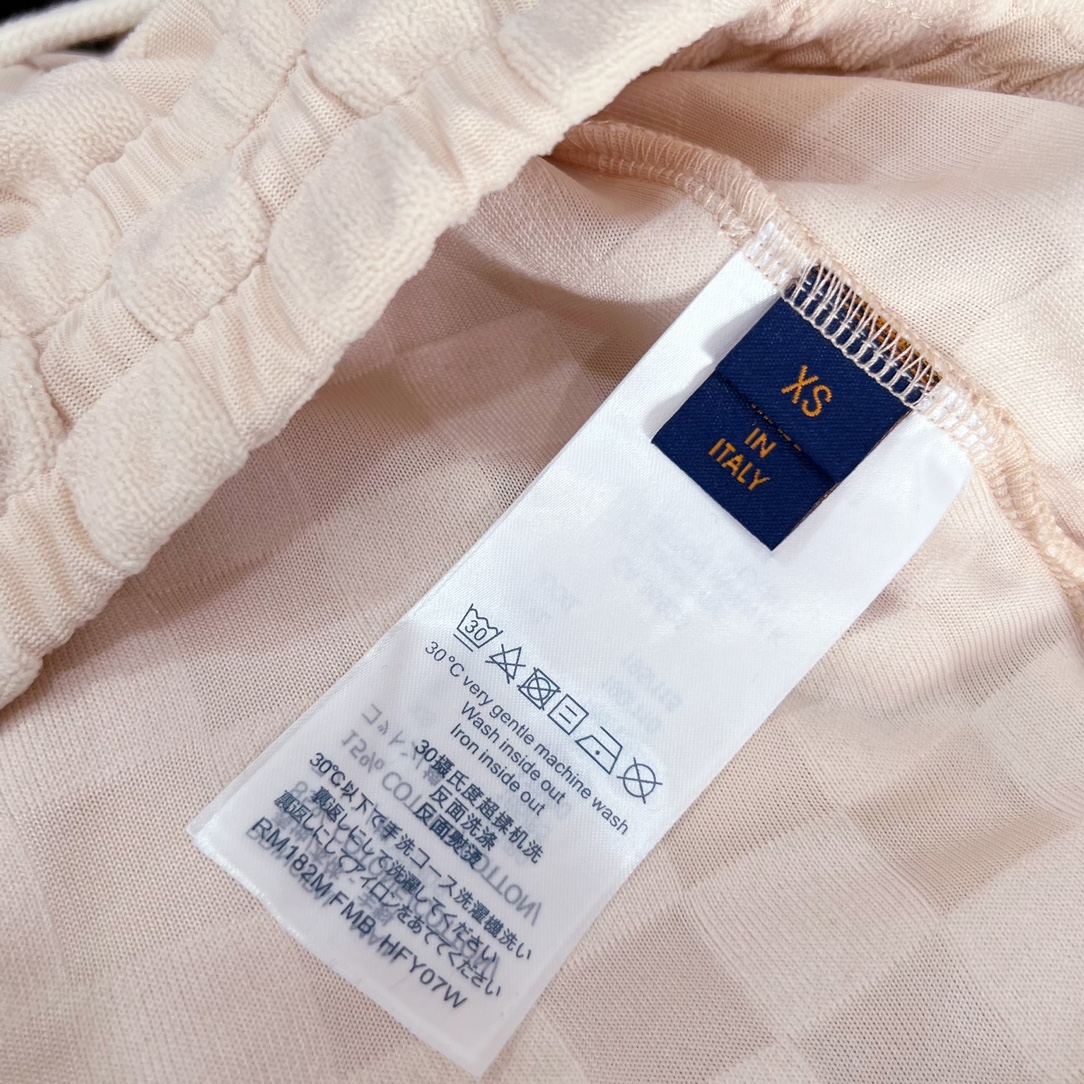 XS
IN
ITALY
30
30°C very gentle machine wash
Wash inside out
Iron inside out
30摄氏度超揉机洗
反面洗涤
反面熨烫
30℃以下で手洗コース洗濯機洗い
裏返しにして洗濯してください
裏返しにしてアイロンをあててください
RM182M FMB HFY07W